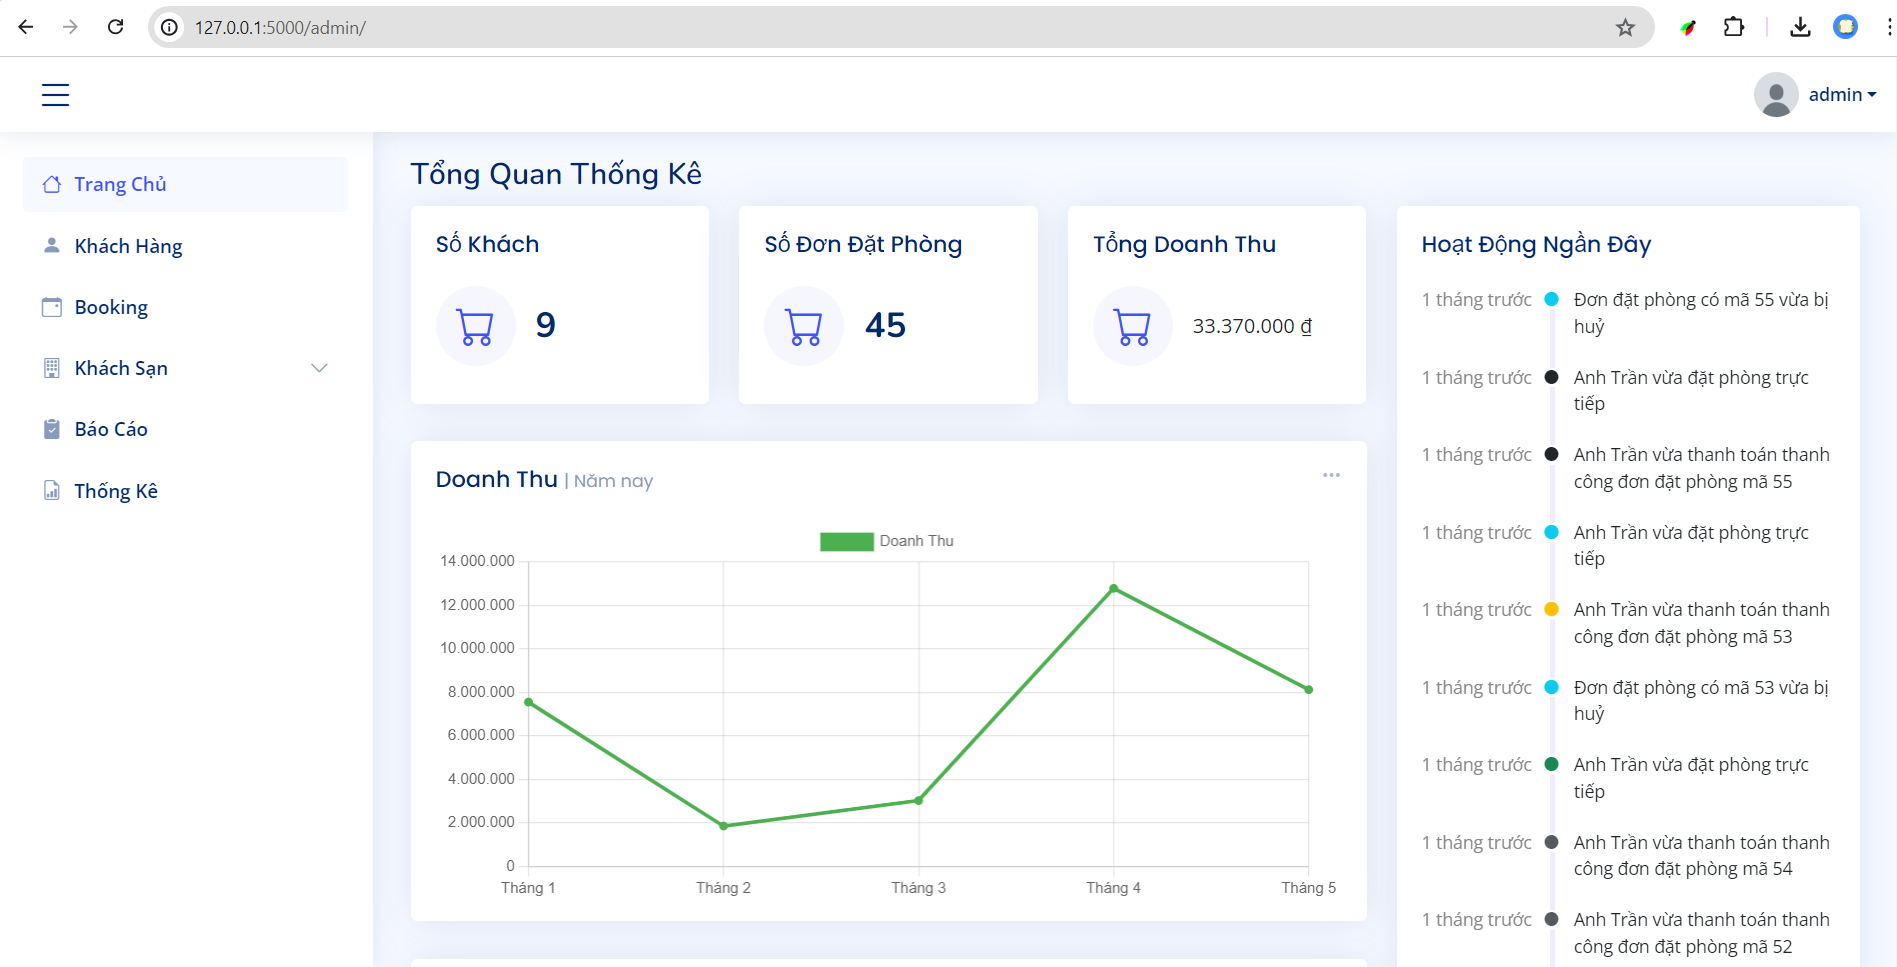 127.0.0.1:5000/admin/
admin
Trang Chủ
Khách Hàng
Booking
Khách Sạn
Báo Cáo
Thống Kê
Tổng Quan Thống Kê
Số Khách
9
Số Đơn Đặt Phòng
45
Tổng Doanh Thu
33.370.000 ₫
Doanh Thu | Năm nay
Doanh Thu
14.000.000
12.000.000
10.000.000
8.000.000
6.000.000
4.000.000
2.000.000
0
Tháng 1
Tháng 2
Tháng 3
Tháng 4
Tháng 5
Hoạt Động Ngần Đây
1 tháng trước
Đơn đặt phòng có mã 55 vừa bị
huỷ
1 tháng trước
Anh Trần vừa đặt phòng trực
tiếp
1 tháng trước
Anh Trần vừa thanh toán thanh
công đơn đặt phòng mã 55
1 tháng trước
Anh Trần vừa đặt phòng trực
tiếp
1 tháng trước
Anh Trần vừa thanh toán thanh
công đơn đặt phòng mã 53
1 tháng trước
Đơn đặt phòng có mã 53 vừa bị
huỷ
1 tháng trước
Anh Trần vừa đặt phòng trực
tiếp
1 tháng trước
Anh Trần vừa thanh toán thanh
công đơn đặt phòng mã 54
1 tháng trước
Anh Trần vừa thanh toán thanh
công đơn đặt phòng mã 52